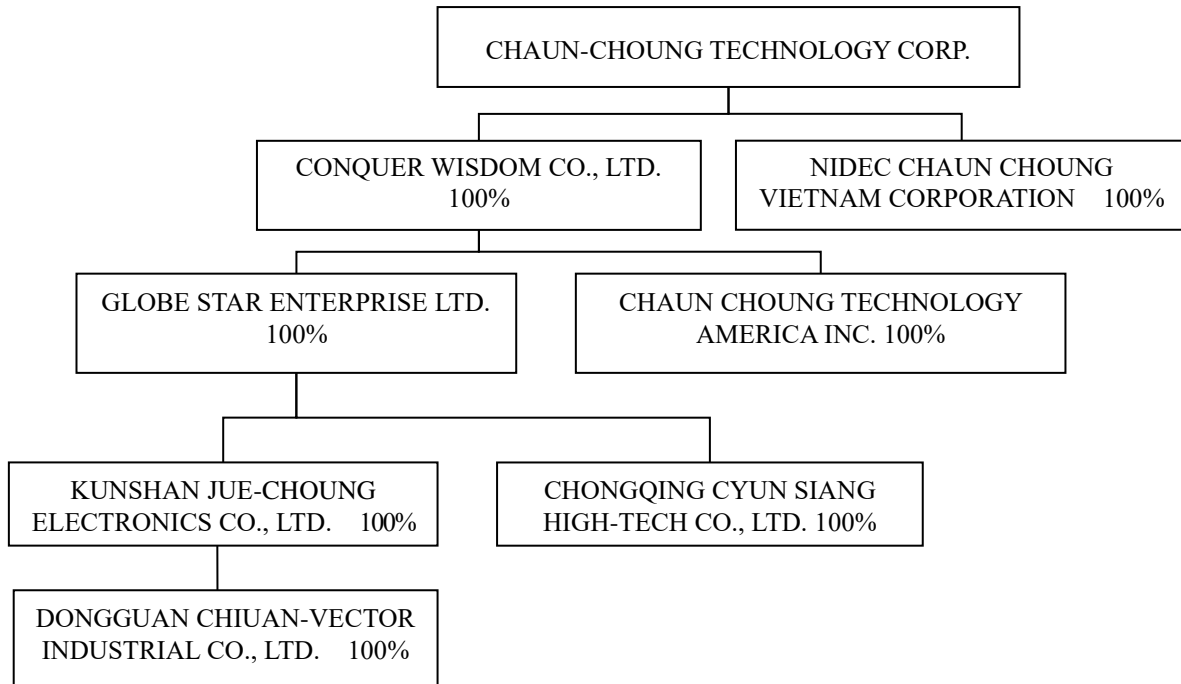 CHAUN-CHOUNG TECHNOLOGY CORP.
CONQUER WISDOM CO., LTD.
100%
NIDEC CHAUN CHOUNG
VIETNAM CORPORATION 100%
GLOBE STAR ENTERPRISE LTD.
100%
CHAUN CHOUNG TECHNOLOGY
AMERICA INC. 100%
KUNSHAN JUE-CHOUNG
ELECTRONICS CO., LTD. 100%
CHONGQING CYUN SIANG
HIGH-TECH CO., LTD. 100%
DONGGUAN CHIUAN-VECTOR
INDUSTRIAL CO., LTD. 100%